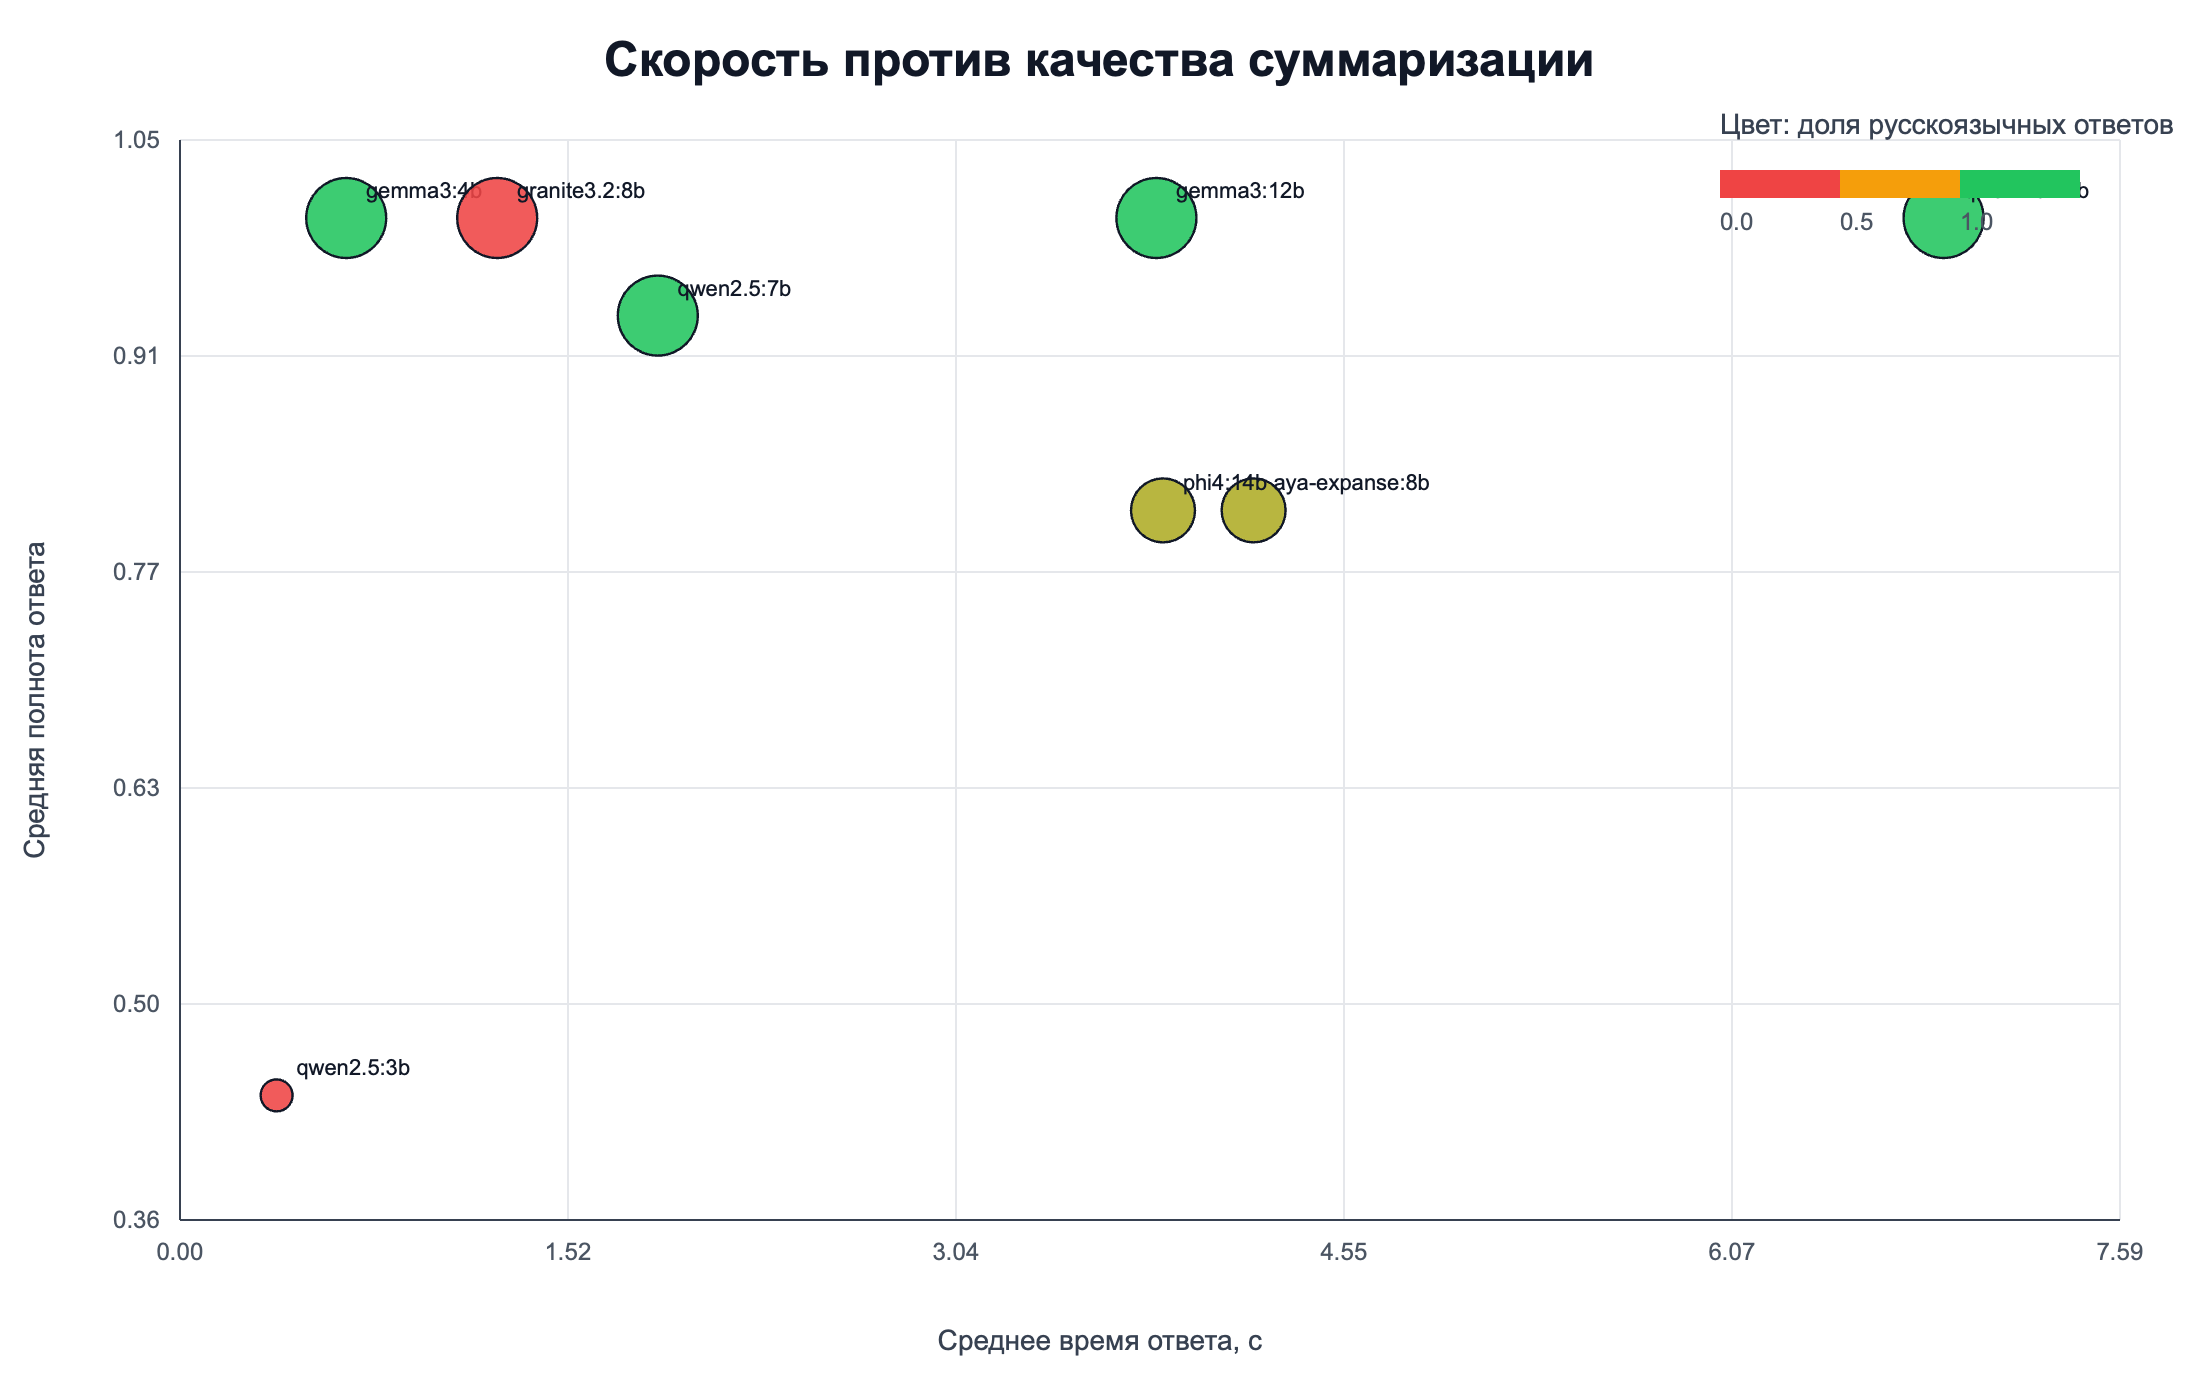 Скорость против качества суммаризации
Цвет: доля русскоязычных ответов
0.0 0.5 1.0
1.05
0.91
0.77
0.63
0.50
0.36
Средняя полнота ответа
gemma3:4b
granite3.2:8b
gemma3:12b
qwen2.5:7b
phi4:14b
aya-expanse:8b
qwen2.5:3b
0.00 1.52 3.04 4.55 6.07 7.59
Среднее время ответа, с